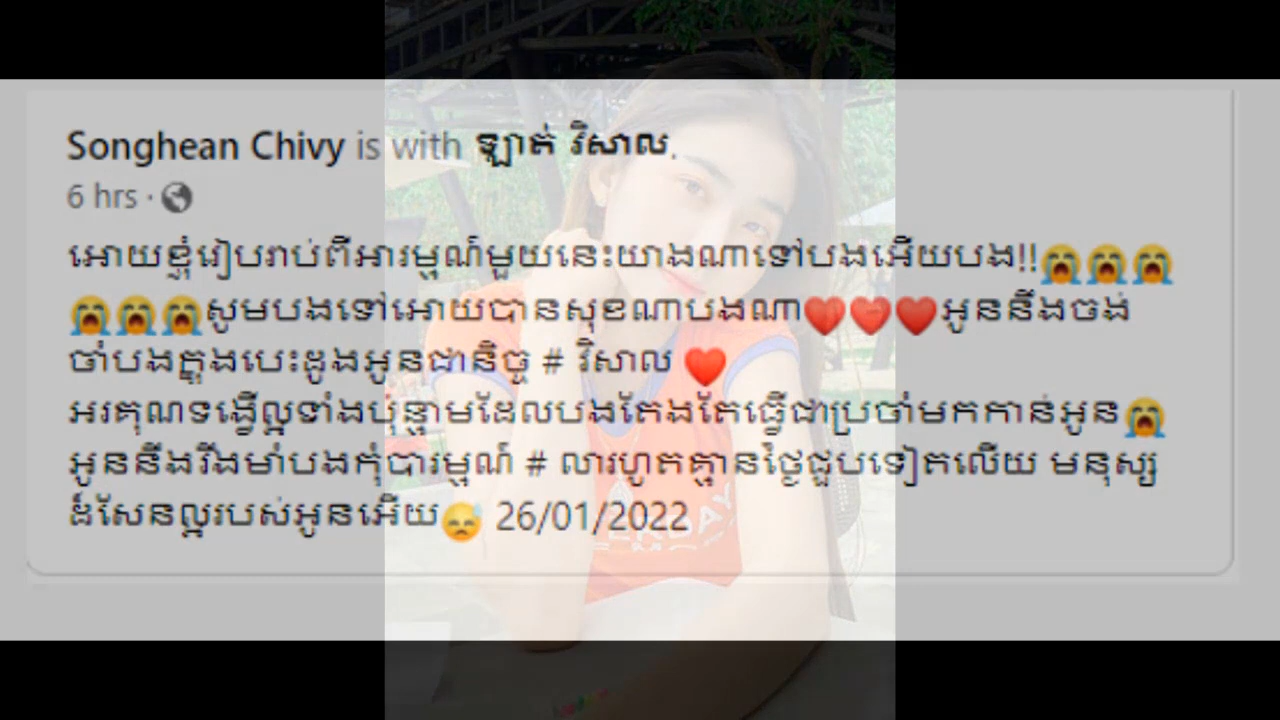 Songhean Chivy is with ឡាត់ វិសាល.
6 hrs ·
អោយខ្ញុំរៀបរាប់ពីអារម្មណ៍មួយនេះយាងណាទៅបងអើយបង!!😭😭😭
😭😭😭សូមបងទៅអោយបានសុខណាបងណា❤️❤️❤️អូននឹងចង់
ចាំបងក្នុងបេះដូងអូនជានិច្ច # វិសាល ❤️
អរគុណទង្វើល្អទាំងប៉ុន្មាមដែលបងតែងតែធ្វើជាប្រចាំមកកាន់អូន😭
អូននឹងរឹងមាំបងកុំបារម្មណ៍ # លារហូតគ្មានថ្ងៃជួបទៀតលើយ មនុស្ស
ដ៏សែនល្អរបស់អូនអើយ😓 26/01/2022